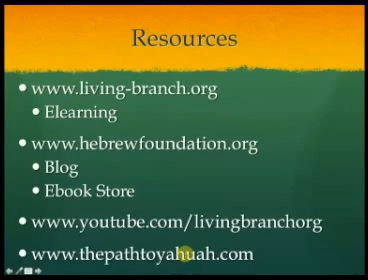 Resources
www.living-branch.org
Elearning
www.hebrewfoundation.org
Blog
Ebook Store
www.youtube.com/livingbranchorg
www.thepathtoyahuah.com